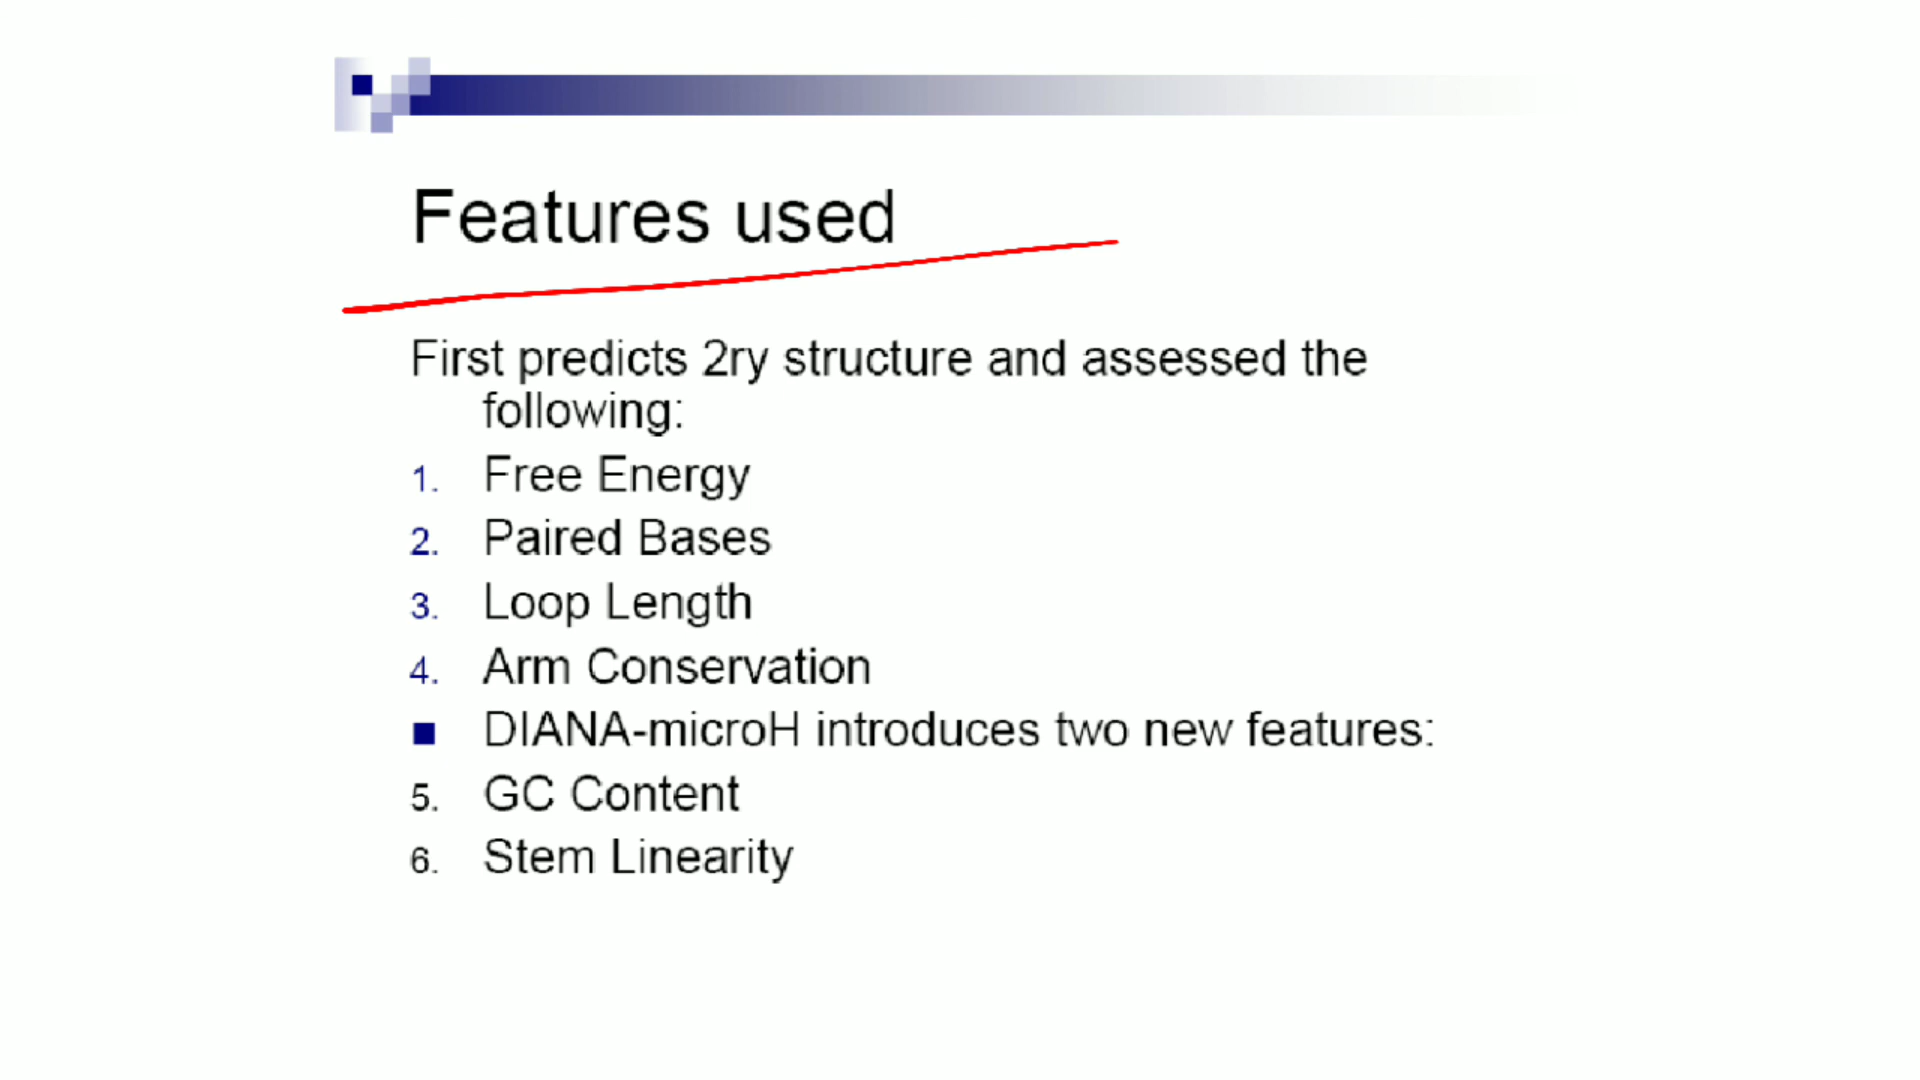 Features used
First predicts 2ry structure and assessed the
following:
1. Free Energy
2. Paired Bases
3. Loop Length
4. Arm Conservation
■ DIANA-microH introduces two new features:
5. GC Content
6. Stem Linearity